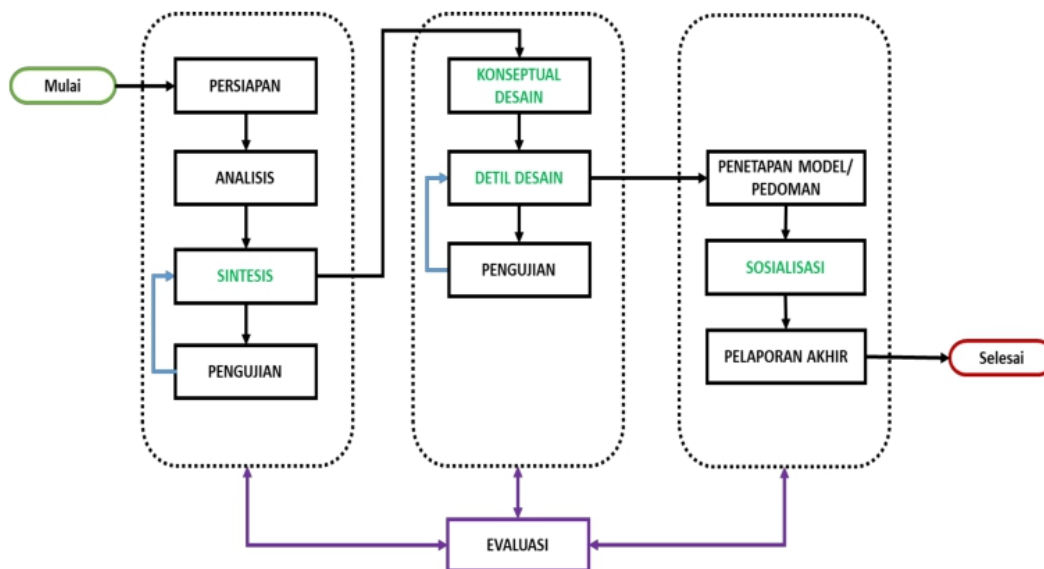 Mulai
PERSIAPAN
ANALISIS
SINTESIS
PENGUJIAN
KONSEPTUAL
DESAIN
DETIL DESAIN
PENGUJIAN
PENETAPAN MODEL/
PEDOMAN
SOSIALISASI
PELAPORAN AKHIR
Selesai
EVALUASI